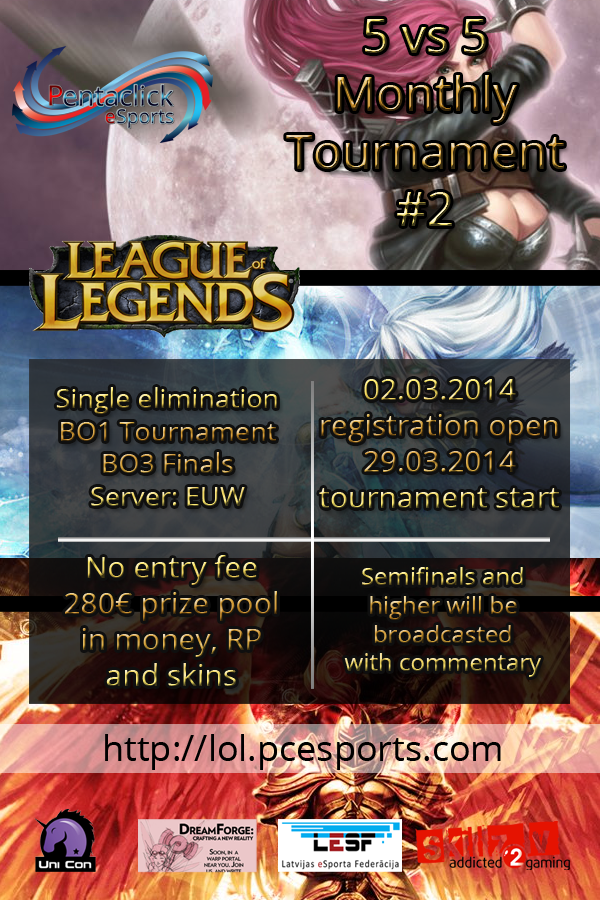 Pentaclick
eSports
5 vs 5
Monthly
Tournament
#2
LEAGUE of
LEGENDS
Single elimination
BO1 Tournament
BO3 Finals
Server: EUW
02.03.2014
registration open
29.03.2014
tournament start
No entry fee
280€ prize pool
in money, RP
and skins
Semifinals and
higher will be
broadcasted
with commentary
http://lol.pcesports.com
Uni Con
DreamForge:
crafting a new reality
Soon, in a
warp portal
near you. Join
us, and write
LESF
Latvijas eSporta Federācija
addicted 2 gaming